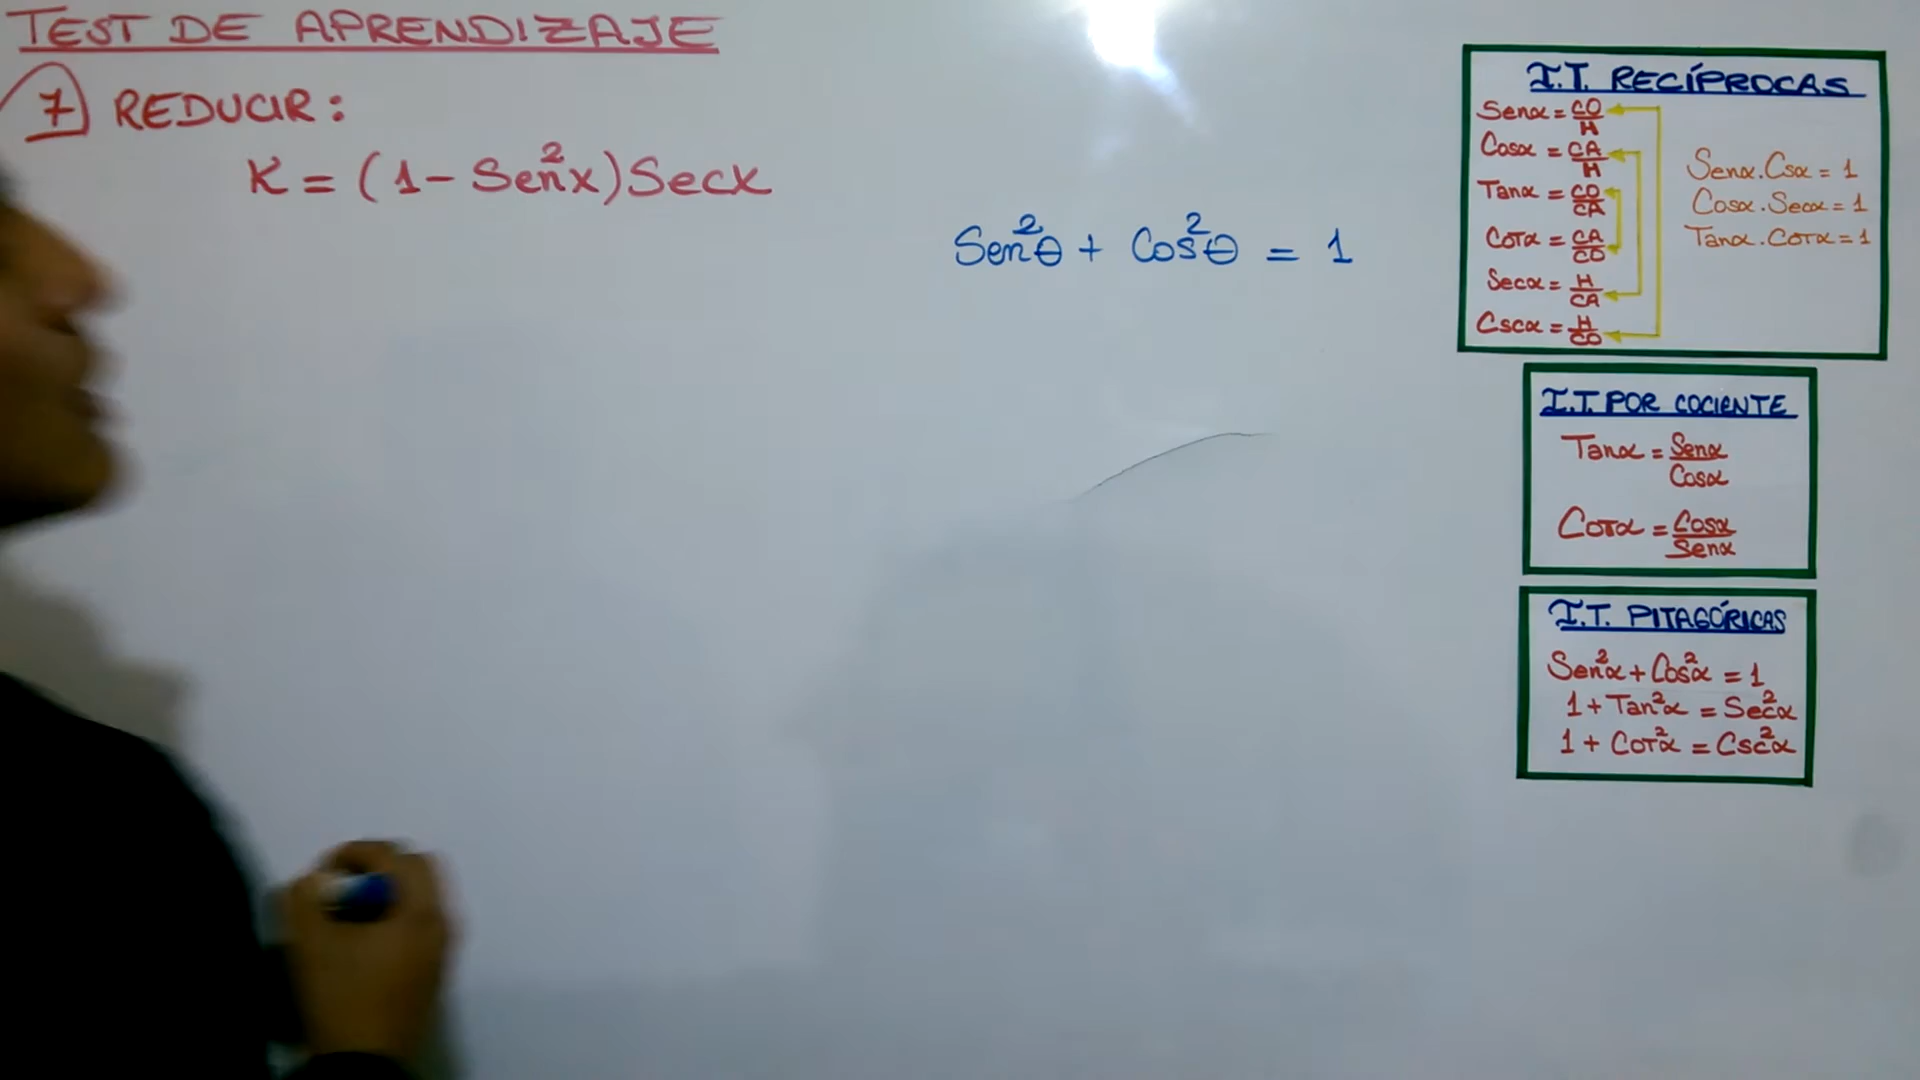 TEST DE APRENDIZAJE
7) REDUCIR:
K = (1 - Sen²x)Secx
Sen²θ + Cos²θ = 1
I.T. RECÍPROCAS
Senα = CO/H
Cosα = CA/H
Tanα = CO/CA
Cotα = CA/CO
Secα = H/CA
Cscα = H/CO
Senα.Csα = 1
Cosα.Secα = 1
Tanα.Cotα = 1
I.T. POR COCIENTE
Tanα = Senα/Cosα
Cotα = Cosα/Senα
I.T. PITAGÓRICAS
Sen²α + Cos²α = 1
1 + Tan²α = Sec²α
1 + Cot²α = Csc²α